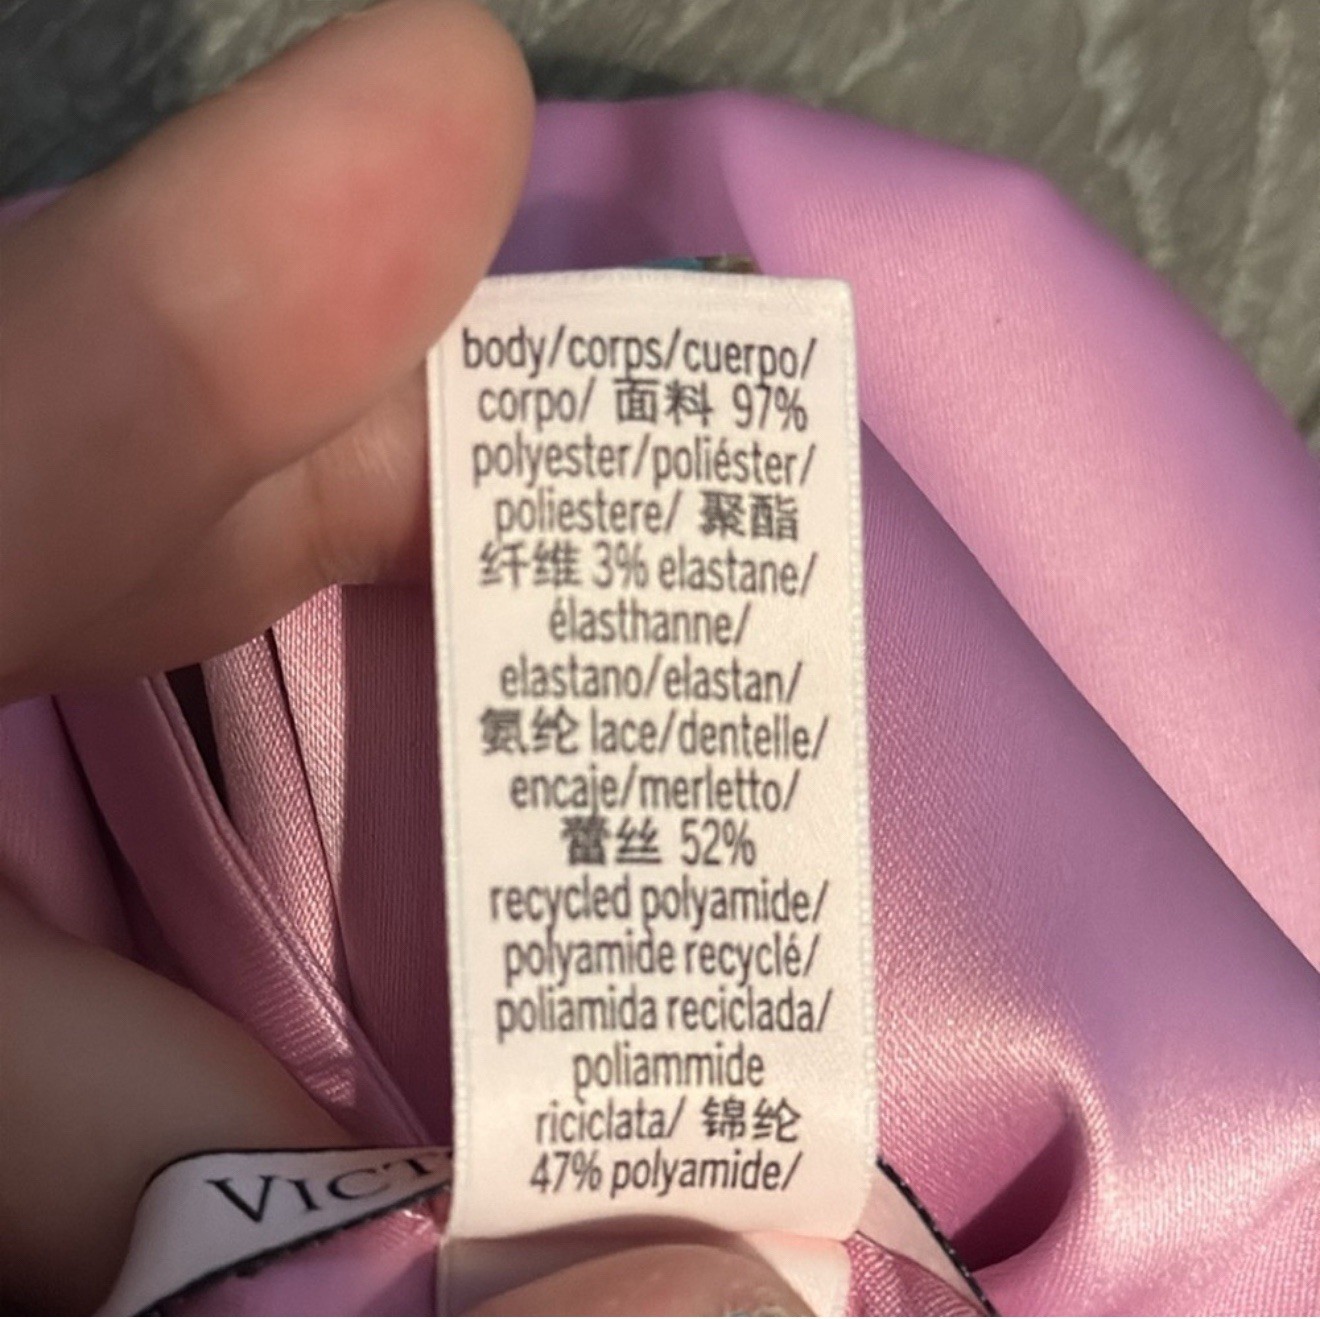 body/corps/cuerpo/
corpo/ 面料 97%
polyester/poliéster/
poliestere/ 聚酯
纤维 3% elastane/
élasthanne/
elastano/elastan/
氨纶 lace/dentelle/
encaje/merletto/
蕾丝 52%
recycled polyamide/
polyamide recyclé/
poliamida reciclada/
poliammide
riciclata/ 锦纶
47% polyamide/
VICT